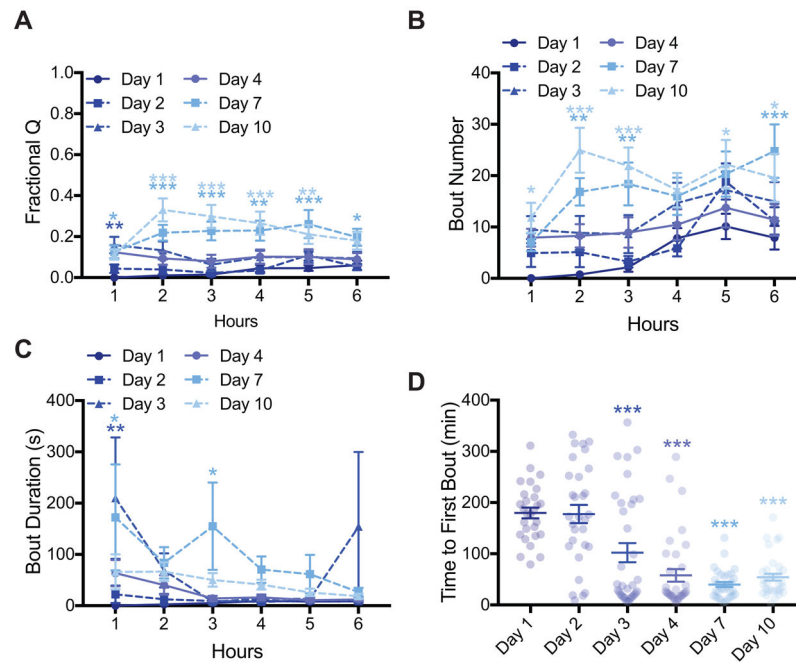 A
Day 1
Day 2
Day 3
Day 4
Day 7
Day 10
Fractional Q
1.0
0.8
0.6
0.4
0.2
0.0
*
**
***
***
***
***
***
**
**
***
*
1 2 3 4 5 6
Hours
B
Day 1
Day 2
Day 3
Day 4
Day 7
Day 10
Bout Number
40
30
20
10
0
*
***
**
***
**
*
*
***
1 2 3 4 5 6
Hours
C
Day 1
Day 2
Day 3
Day 4
Day 7
Day 10
Bout Duration (s)
400
300
200
100
0
*
**
*
1 2 3 4 5 6
Hours
D
Time to First Bout (min)
400
300
200
100
0
***
***
***
***
Day 1
Day 2
Day 3
Day 4
Day 7
Day 10